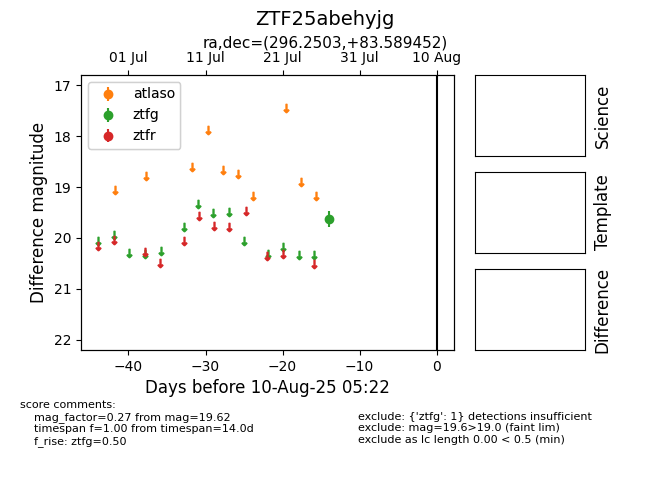 ZTF25abehyjg
ra,dec=(296.2503,+83.589452)
01 Jul 11 Jul 21 Jul 31 Jul 10 Aug
atlaso
ztfg
ztfr
17
18
19
20
21
22
Difference magnitude
−40 −30 −20 −10 0
Days before 10-Aug-25 05:22
Science
Template
Difference
score comments:
mag_factor=0.27 from mag=19.62
timespan f=1.00 from timespan=14.0d
f_rise: ztfg=0.50
exclude: {'ztfg': 1} detections insufficient
exclude: mag=19.6>19.0 (faint lim)
exclude as lc length 0.00 < 0.5 (min)